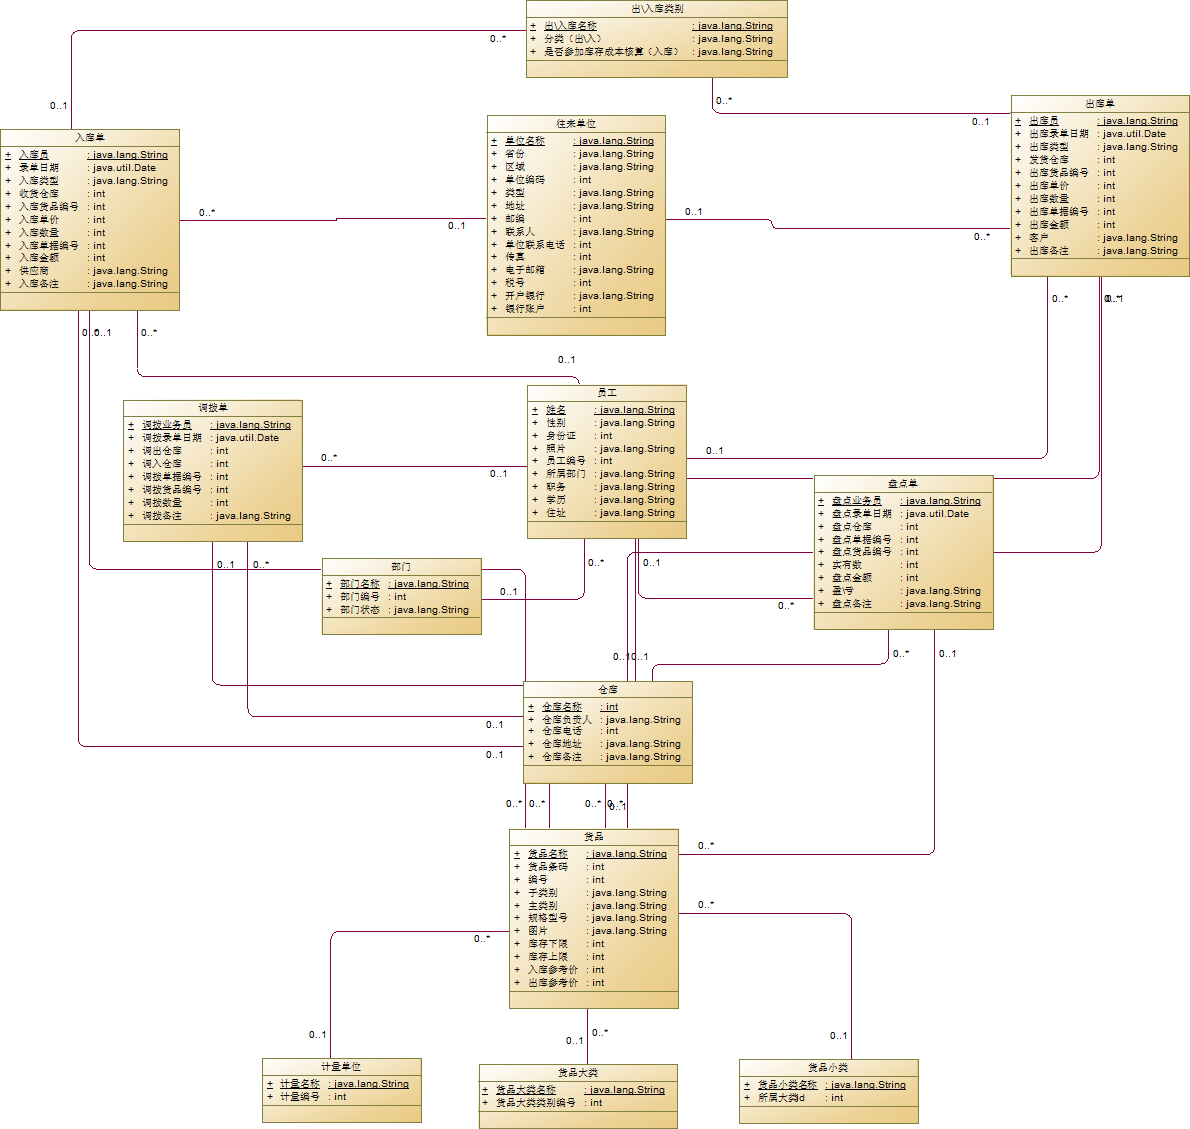 出\入库类别
+ 出\入库名称 : java.lang.String
+ 分类（出\入） : java.lang.String
+ 是否参加库存成本核算（入库） : java.lang.String
0..*
0..1
0..*
0..1
入库单
+ 入库员 : java.lang.String
+ 录单日期 : java.util.Date
+ 入库类型 : java.lang.String
+ 收货仓库 : int
+ 入库货品编号 : int
+ 入库单价 : int
+ 入库数量 : int
+ 入库单据编号 : int
+ 入库金额 : int
+ 供应商 : java.lang.String
+ 入库备注 : java.lang.String
往来单位
+ 单位名称 : java.lang.String
+ 省份 : java.lang.String
+ 区域 : java.lang.String
+ 单位编码 : int
+ 类型 : java.lang.String
+ 地址 : java.lang.String
+ 邮编 : int
+ 联系人 : java.lang.String
+ 单位联系电话 : int
+ 传真 : int
+ 电子邮箱 : java.lang.String
+ 税号 : int
+ 开户银行 : java.lang.String
+ 银行账户 : int
出库单
+ 出库员 : java.lang.String
+ 出库录单日期 : java.util.Date
+ 出库类型 : java.lang.String
+ 发货仓库 : int
+ 出库货品编号 : int
+ 出库单价 : int
+ 出库数量 : int
+ 出库单据编号 : int
+ 出库金额 : int
+ 客户 : java.lang.String
+ 出库备注 : java.lang.String
0..*
0..1
0..1
0..*
0..1
0..*
0..*
0..1
调拨单
+ 调拨业务员 : java.lang.String
+ 调拨录单日期 : java.util.Date
+ 调出仓库 : int
+ 调入仓库 : int
+ 调拨单据编号 : int
+ 调拨货品编号 : int
+ 调拨数量 : int
+ 调拨备注 : java.lang.String
员工
+ 姓名 : java.lang.String
+ 性别 : java.lang.String
+ 身份证 : int
+ 照片 : java.lang.String
+ 员工编号 : int
+ 所属部门 : java.lang.String
+ 职务 : java.lang.String
+ 学历 : java.lang.String
+ 住址 : java.lang.String
盘点单
+ 盘点业务员 : java.lang.String
+ 盘点录单日期 : java.util.Date
+ 盘点仓库 : int
+ 盘点单据编号 : int
+ 盘点货品编号 : int
+ 实有数 : int
+ 盘点金额 : int
+ 盈\亏 : java.lang.String
+ 盘点备注 : java.lang.String
0..*
0..1
0..1
0..1
0..*
部门
+ 部门名称 : java.lang.String
+ 部门编号 : int
+ 部门状态 : java.lang.String
0..1
0..*
0..1
0..*
0..1
0..1
0..*
0..1
仓库
+ 仓库名称 : int
+ 仓库负责人 : java.lang.String
+ 仓库电话 : int
+ 仓库地址 : java.lang.String
+ 仓库备注 : java.lang.String
0..1
0..1
0..*
0..*
0..*
0..1
货品
+ 货品名称 : java.lang.String
+ 货品条码 : int
+ 编号 : int
+ 子类别 : java.lang.String
+ 主类别 : java.lang.String
+ 规格型号 : java.lang.String
+ 图片 : java.lang.String
+ 库存下限 : int
+ 库存上限 : int
+ 入库参考价 : int
+ 出库参考价 : int
0..*
0..*
0..*
0..1
0..*
0..1
0..1
计量单位
+ 计量名称 : java.lang.String
+ 计量编号 : int
货品大类
+ 货品大类名称 : java.lang.String
+ 货品大类类别编号 : int
货品小类
+ 货品小类名称 : java.lang.String
+ 所属大类id : int